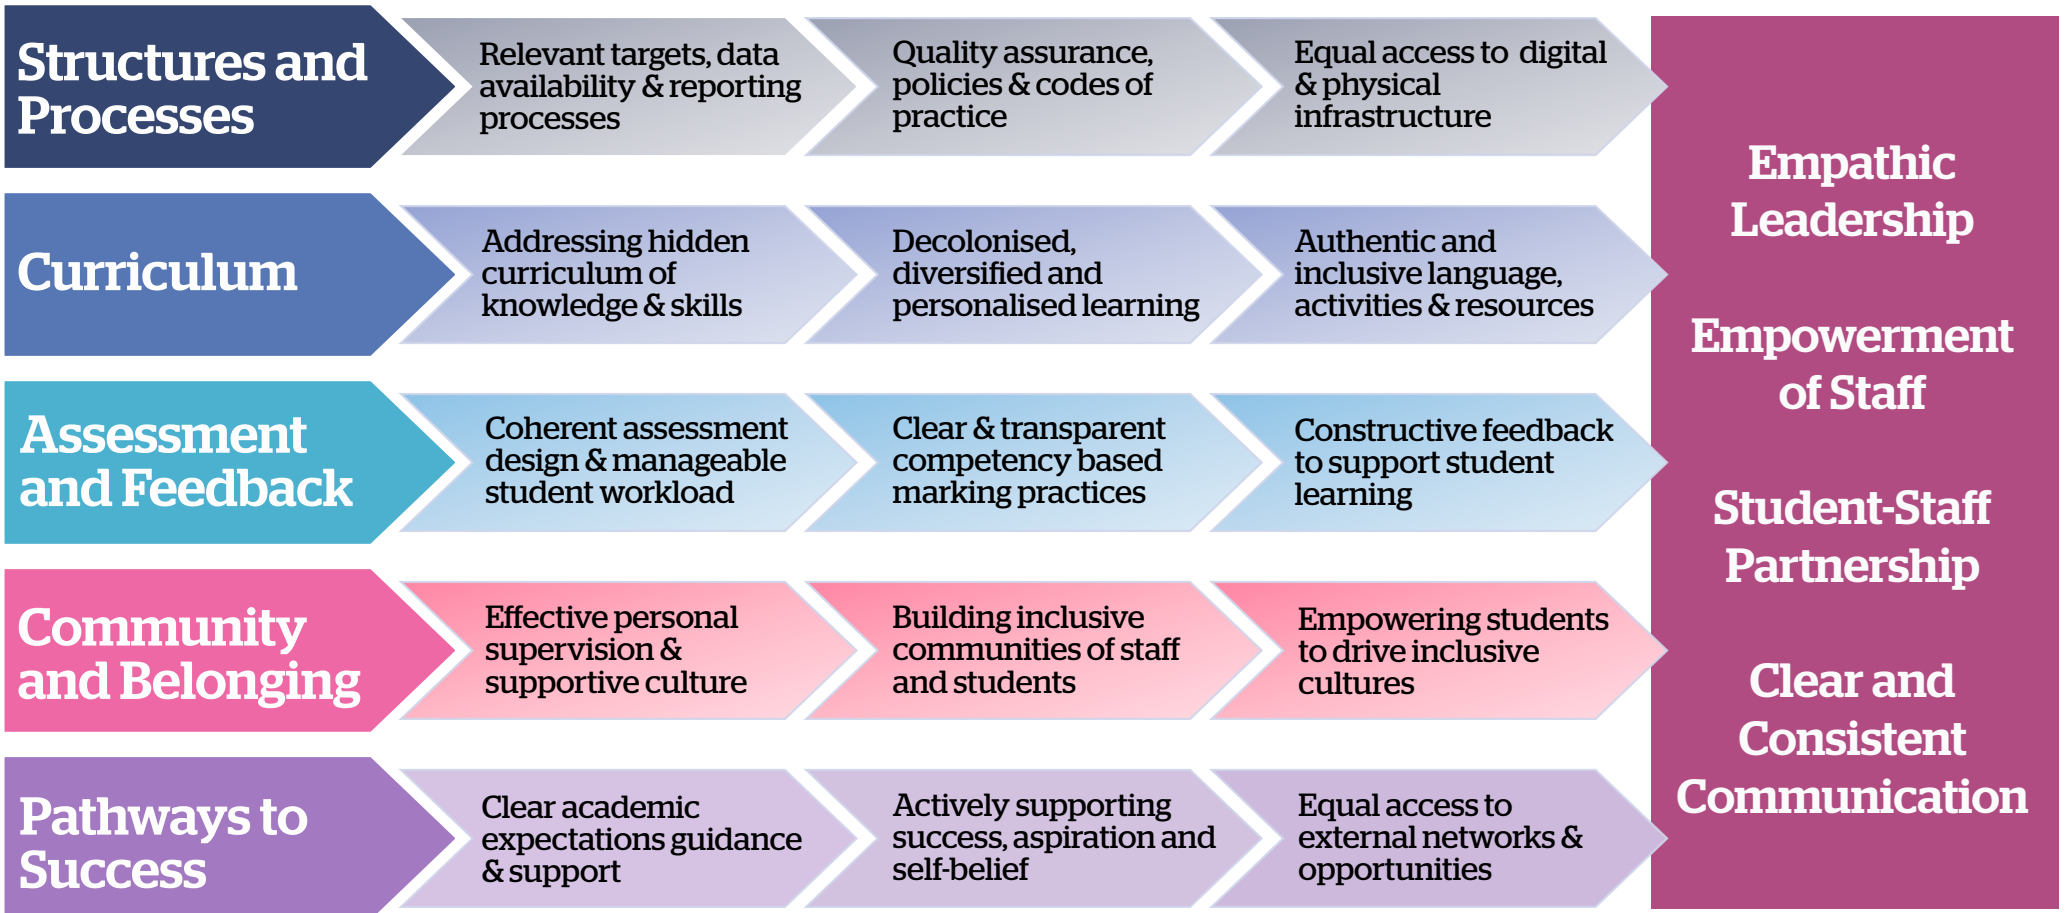 Structures and
Processes
Relevant targets, data
availability & reporting
processes
Quality assurance,
policies & codes of
practice
Equal access to digital
& physical
infrastructure
Curriculum
Addressing hidden
curriculum of
knowledge & skills
Decolonised,
diversified and
personalised learning
Authentic and
inclusive language,
activities & resources
Assessment
and Feedback
Coherent assessment
design & manageable
student workload
Clear & transparent
competency based
marking practices
Constructive feedback
to support student
learning
Community
and Belonging
Effective personal
supervision &
supportive culture
Building inclusive
communities of staff
and students
Empowering students
to drive inclusive
cultures
Pathways to
Success
Clear academic
expectations guidance
& support
Actively supporting
success, aspiration and
self-belief
Equal access to
external networks &
opportunities
Empathic
Leadership
Empowerment
of Staff
Student-Staff
Partnership
Clear and
Consistent
Communication